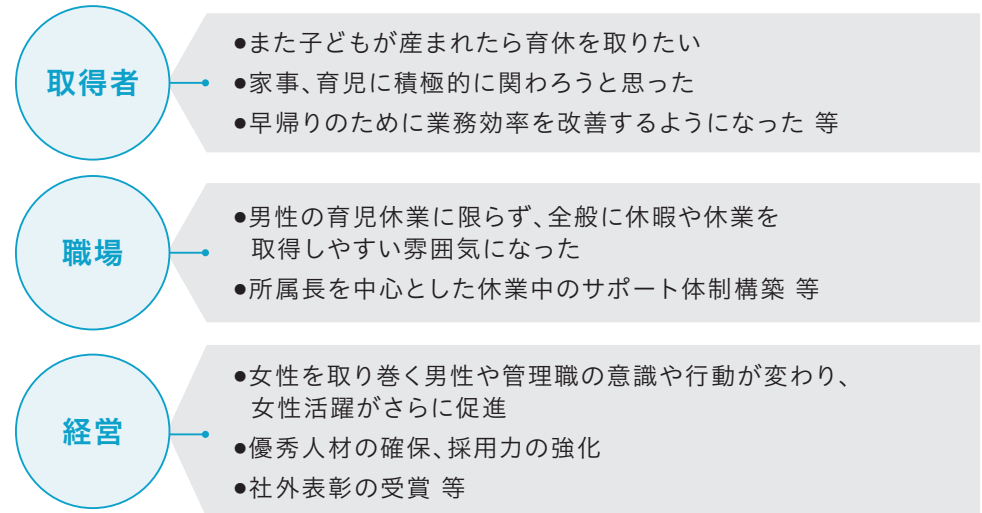 取得者
●また子どもが産まれたら育休を取りたい
●家事、育児に積極的に関わろうと思った
●早帰りのために業務効率を改善するようになった 等
職場
●男性の育児休業に限らず、全般に休暇や休業を
取得しやすい雰囲気になった
●所属長を中心とした休業中のサポート体制構築 等
経営
●女性を取り巻く男性や管理職の意識や行動が変わり、
女性活躍がさらに促進
●優秀人材の確保、採用力の強化
●社外表彰の受賞 等